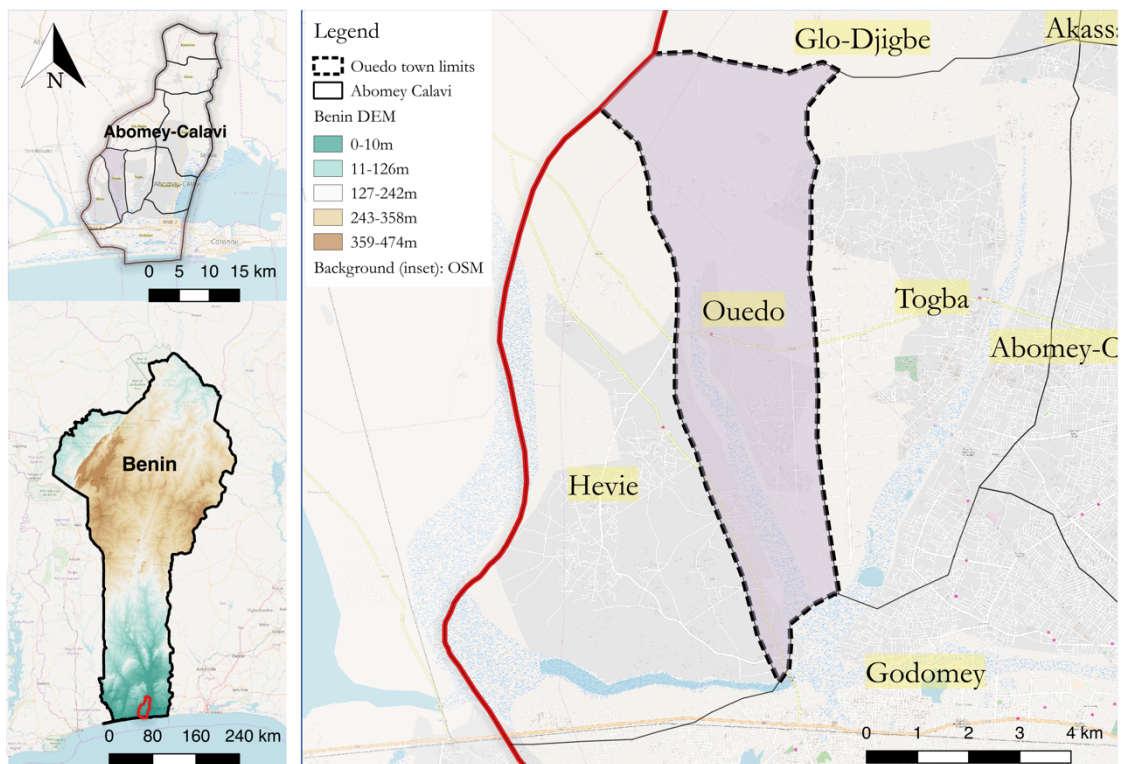 N
Abomey-Calavi
0 5 10 15 km
Benin
0 80 160 240 km
Legend
Ouedo town limits
Abomey Calavi
Benin DEM
0-10m
11-126m
127-242m
243-358m
359-474m
Background (inset): OSM
Glo-Djigbe
Akass
Ouedo
Togba
Abomey-C
Hevie
Godomey
0 1 2 3 4 km